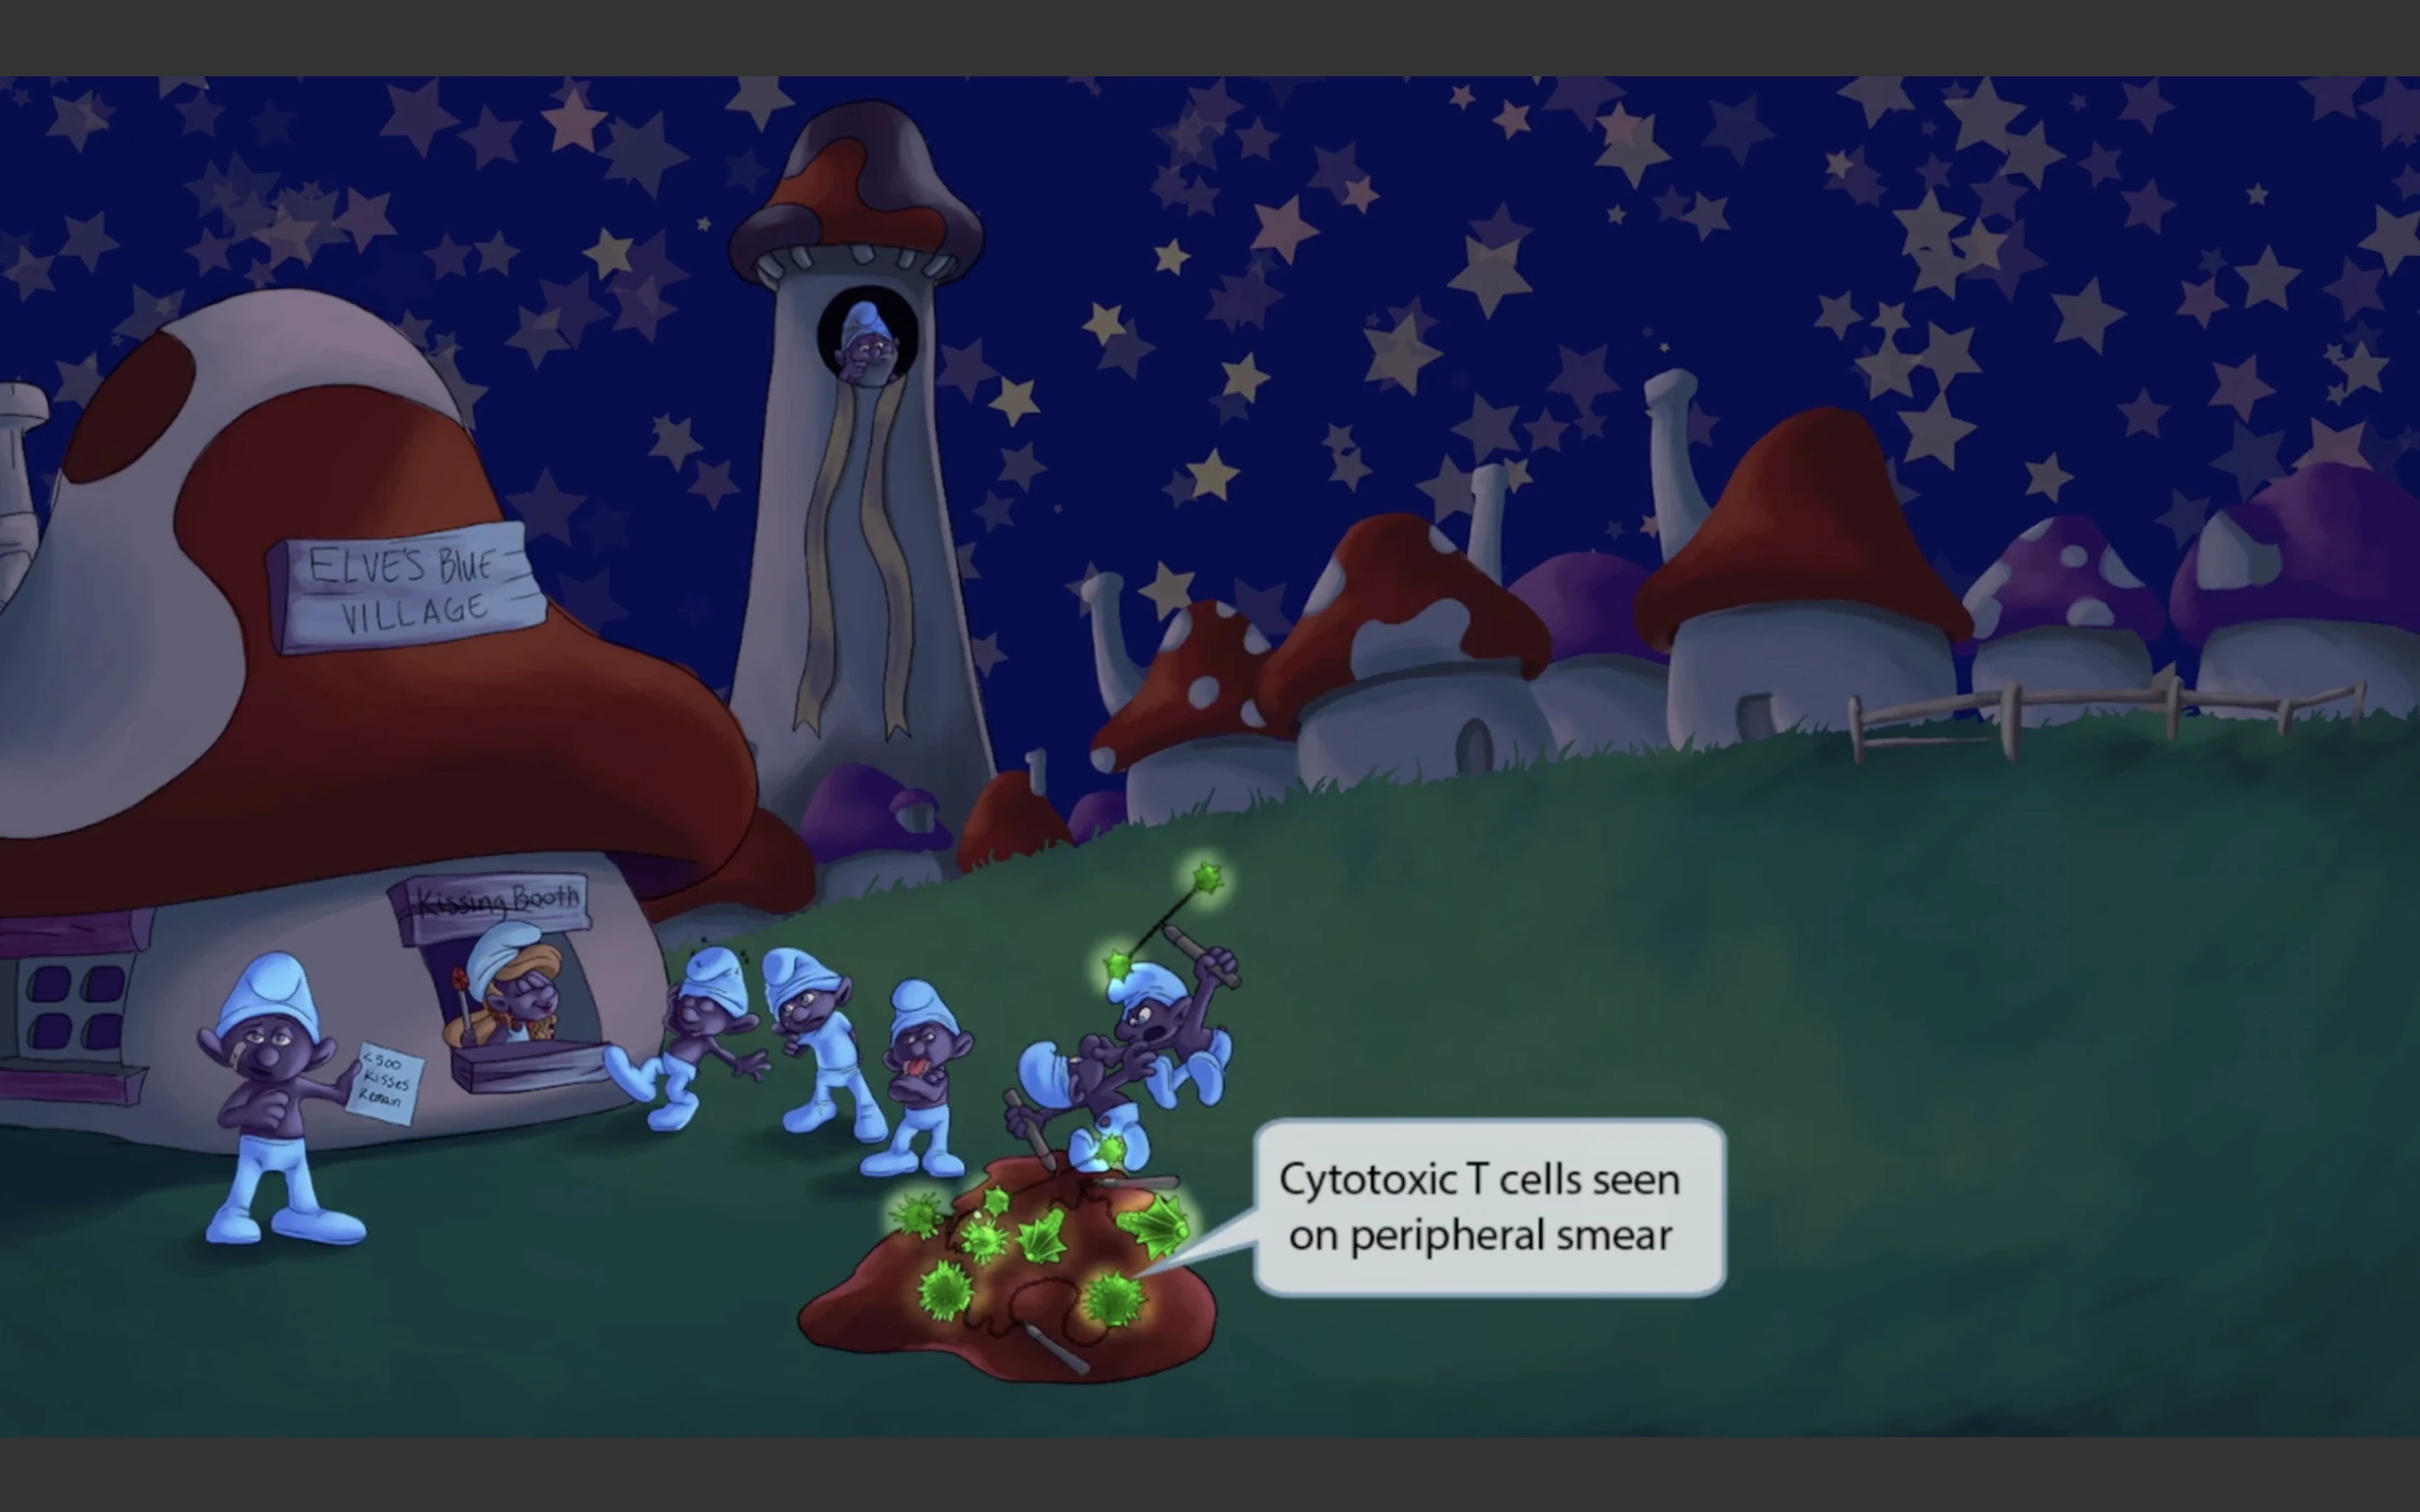 ELVE'S BLUE
VILLAGE
Kissing Booth
<500
Kisses
Remain
Cytotoxic T cells seen
on peripheral smear